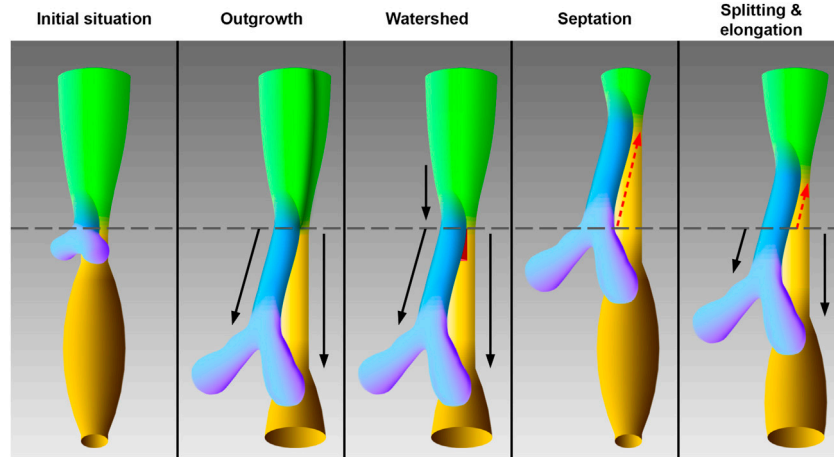 Initial situation
Outgrowth
Watershed
Septation
Splitting &
elongation